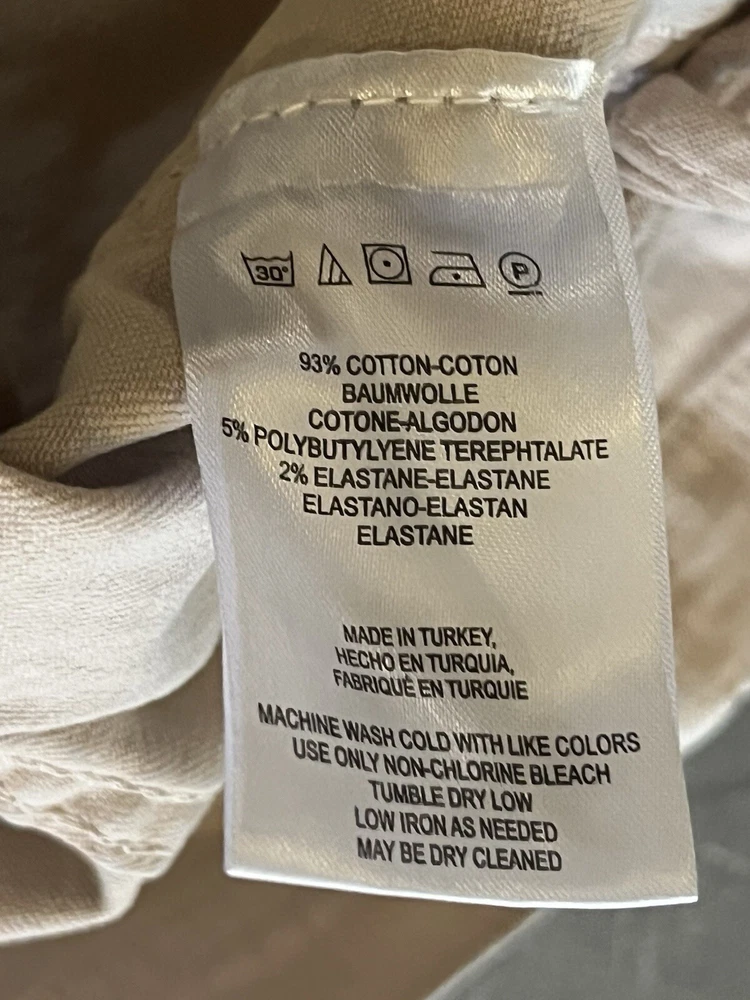 30°
P
93% COTTON-COTON
BAUMWOLLE
COTONE-ALGODON
5% POLYBUTYLYENE TEREPHTALATE
2% ELASTANE-ELASTANE
ELASTANO-ELASTAN
ELASTANE
MADE IN TURKEY,
HECHO EN TURQUIA,
FABRIQUÉ EN TURQUIE
MACHINE WASH COLD WITH LIKE COLORS
USE ONLY NON-CHLORINE BLEACH
TUMBLE DRY LOW
LOW IRON AS NEEDED
MAY BE DRY CLEANED